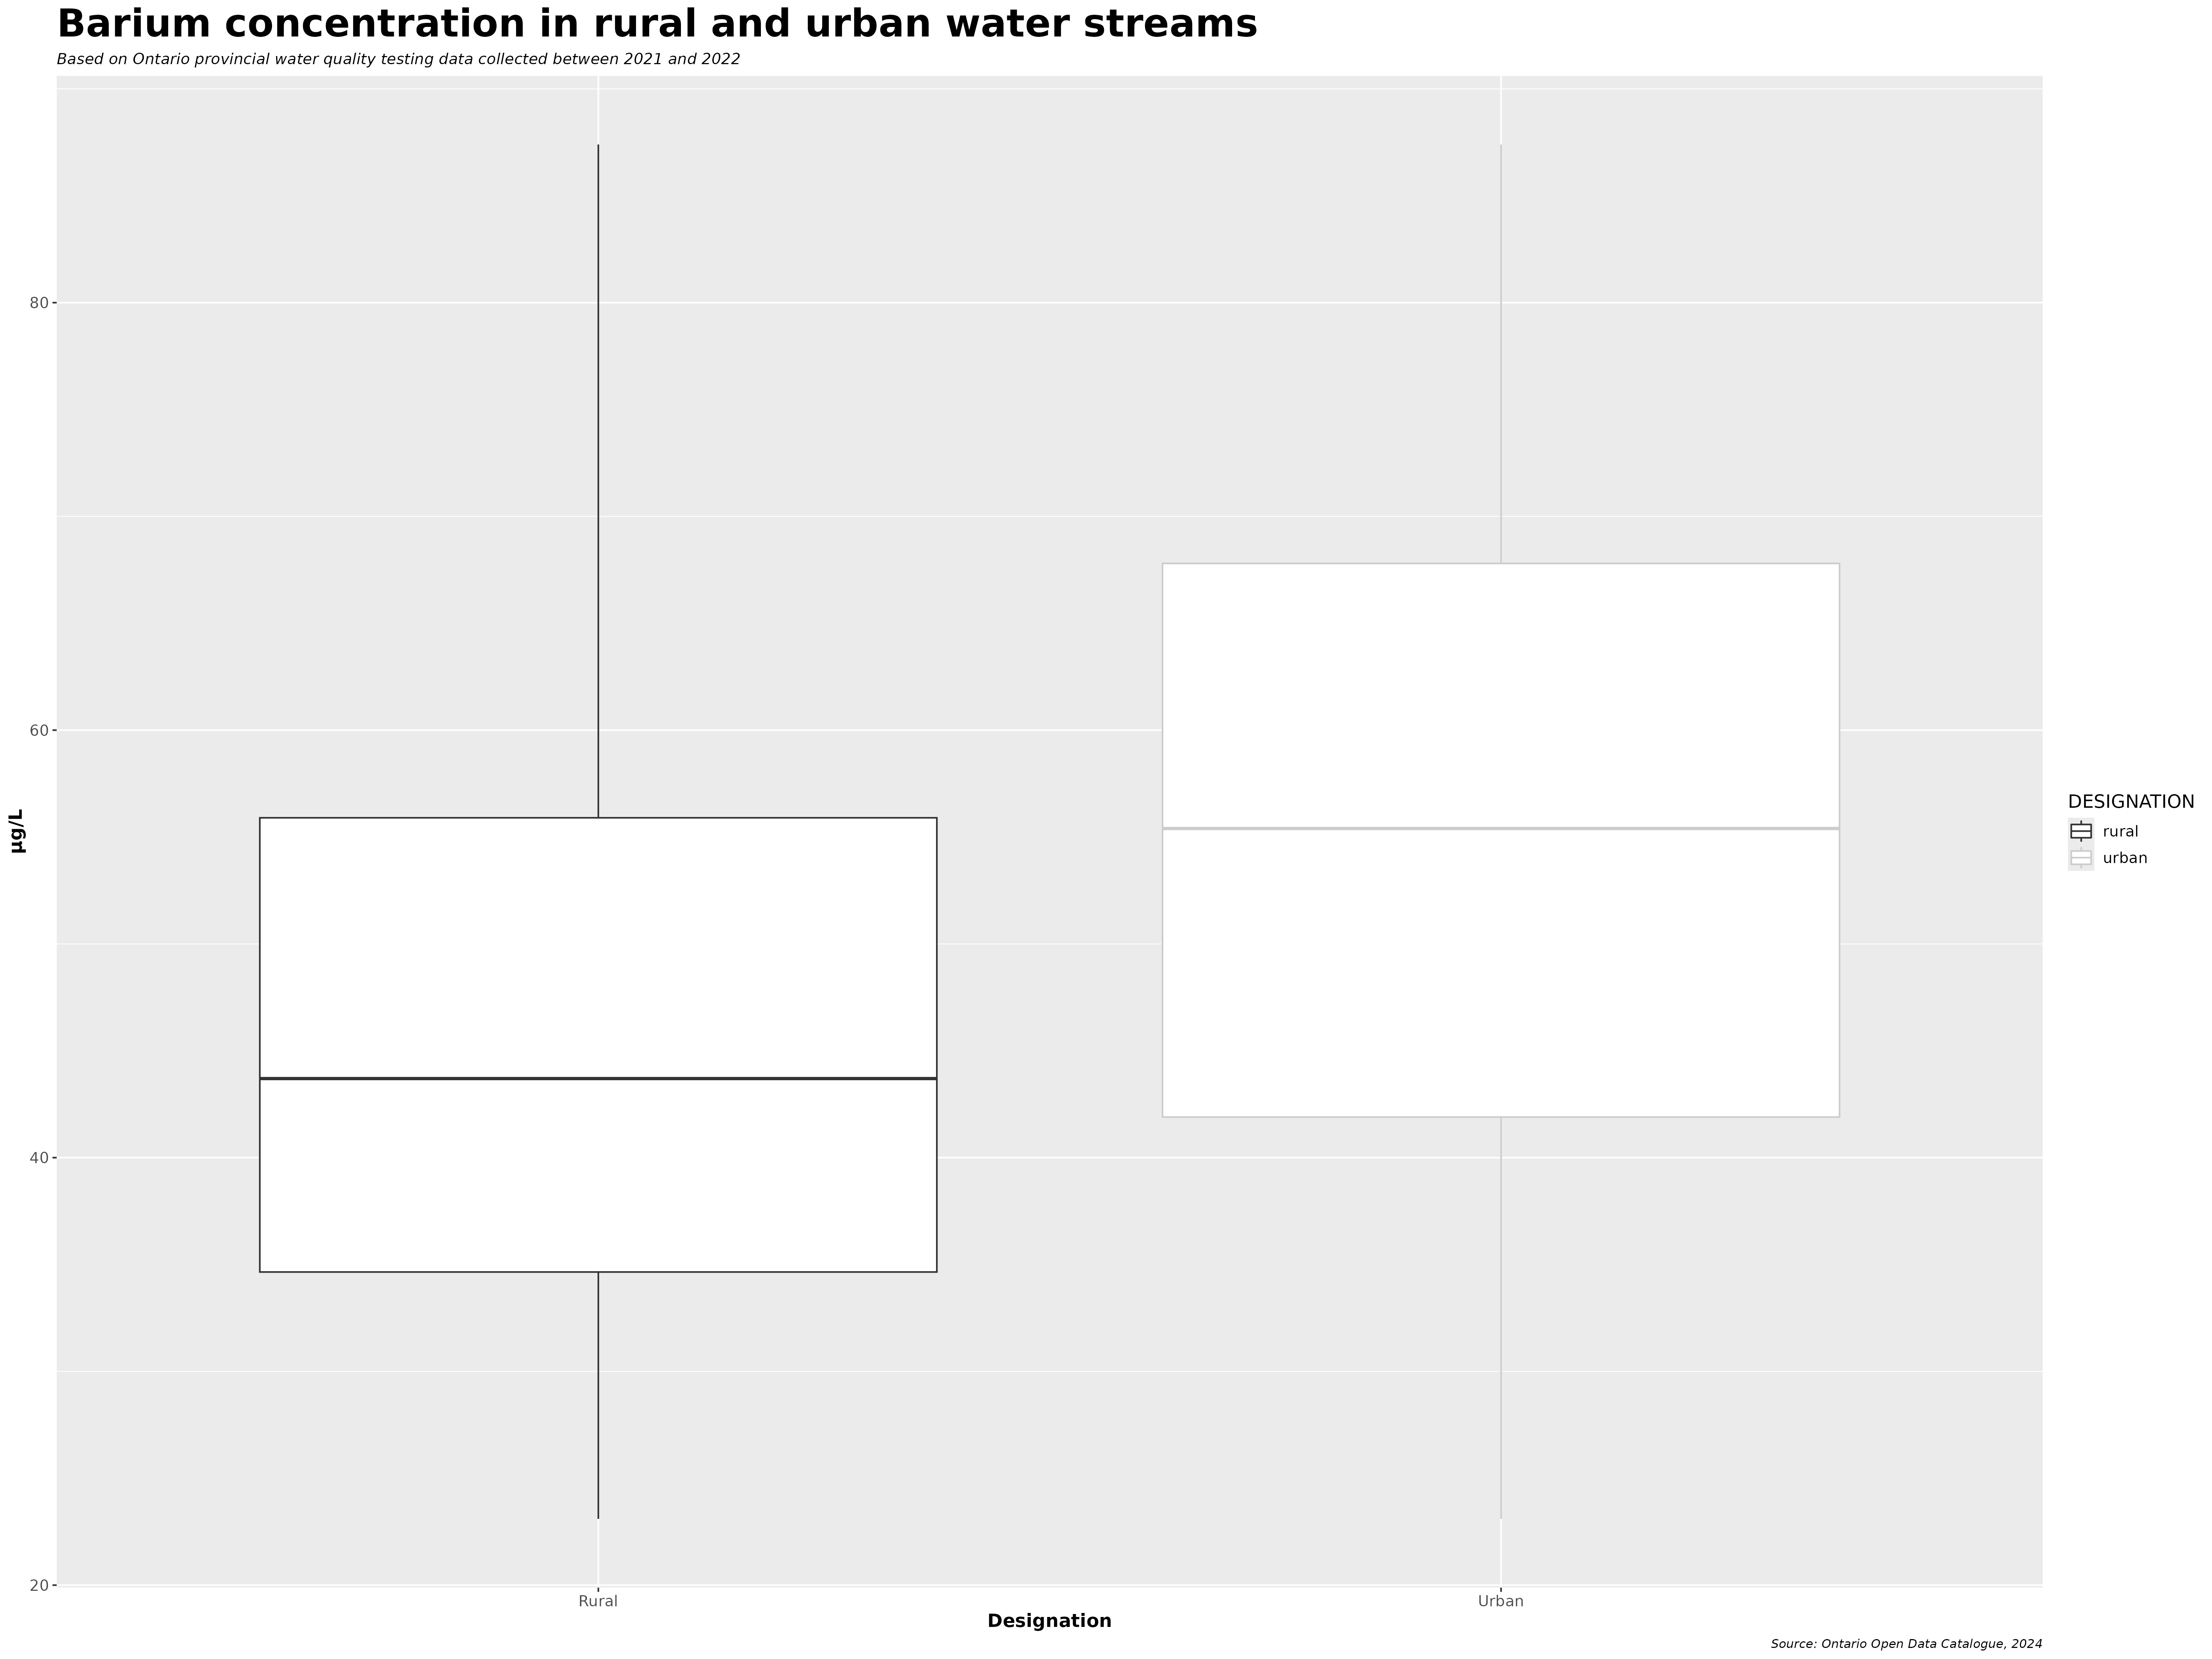 Barium concentration in rural and urban water streams
Based on Ontario provincial water quality testing data collected between 2021 and 2022
80
60
40
20
µg/L
Rural
Urban
Designation
DESIGNATION
rural
urban
Source: Ontario Open Data Catalogue, 2024